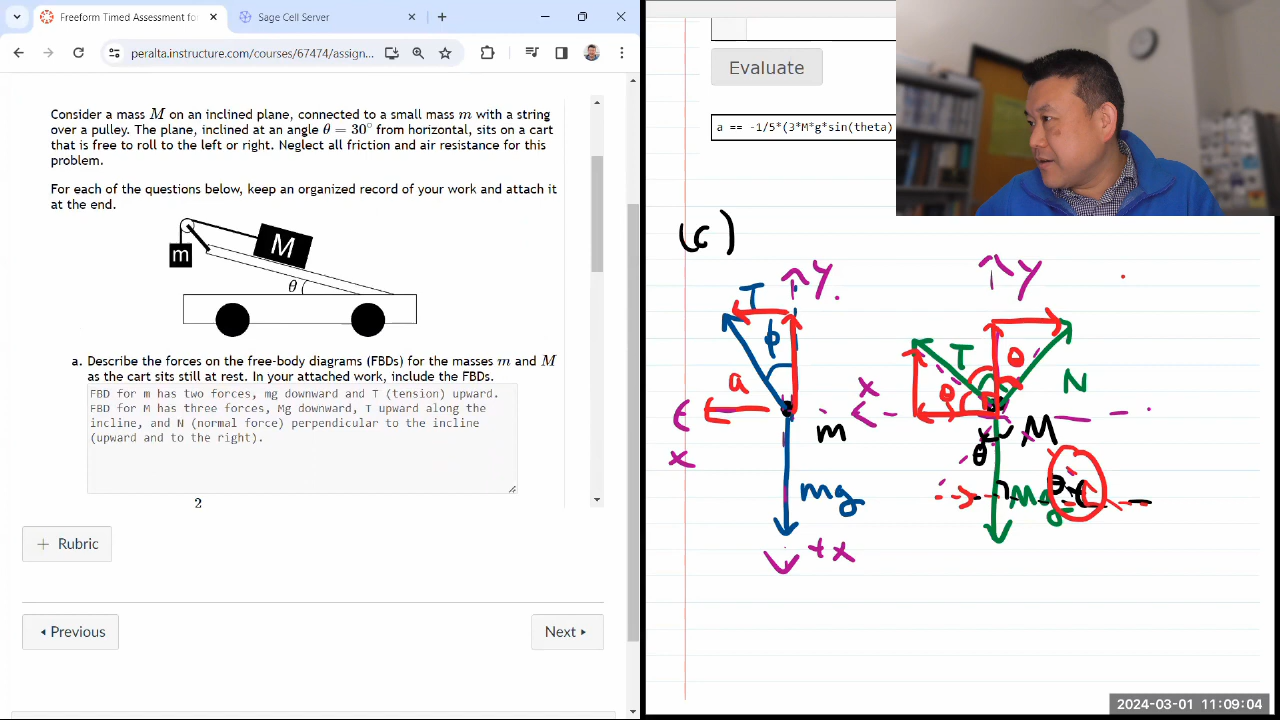 Freeform Timed Assessment for
Sage Cell Server
peralta.instructure.com/courses/67474/assign...
Consider a mass M on an inclined plane, connected to a small mass m with a string
over a pulley. The plane, inclined at an angle θ = 30° from horizontal, sits on a cart
that is free to roll to the left or right. Neglect all friction and air resistance for this
problem.
For each of the questions below, keep an organized record of your work and attach it
at the end.
m
M
θ
a. Describe the forces on the free-body diagrams (FBDs) for the masses m and M
as the cart sits still at rest. In your attached work, include the FBDs.
FBD for m has two forces, mg downward and T (tension) upward.
FBD for M has three forces, Mg downward, T upward along the
incline, and N (normal force) perpendicular to the incline
(upward and to the right).
2
+ Rubric
Previous
Next
Evaluate
a == -1/5*(3*M*g*sin(theta)
(c)
y
T
ϕ
a
x
m
mg
+x
y
T
θ
N
θ
x
M
θ
Mg
2024-03-01 11:09:04